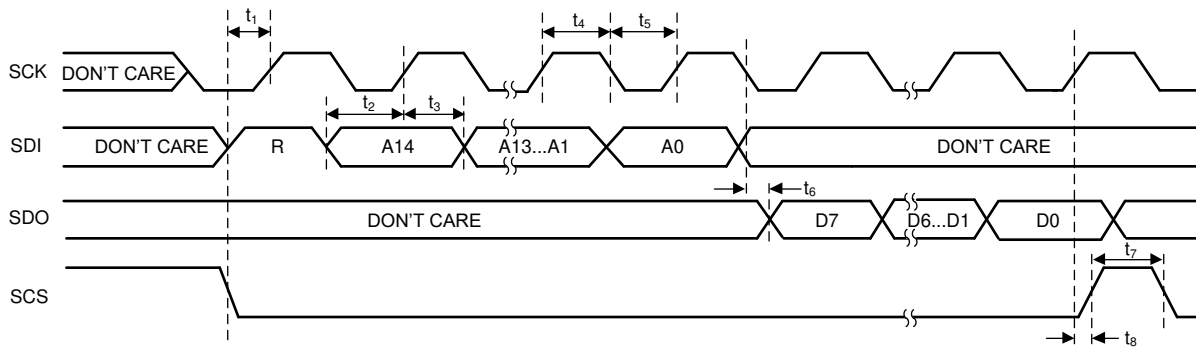 t1 t4 t5
SCK DON'T CARE
t2 t3
SDI DON'T CARE R A14 A13...A1 A0 DON'T CARE
t6
SDO DON'T CARE D7 D6...D1 D0
t7
SCS
t8